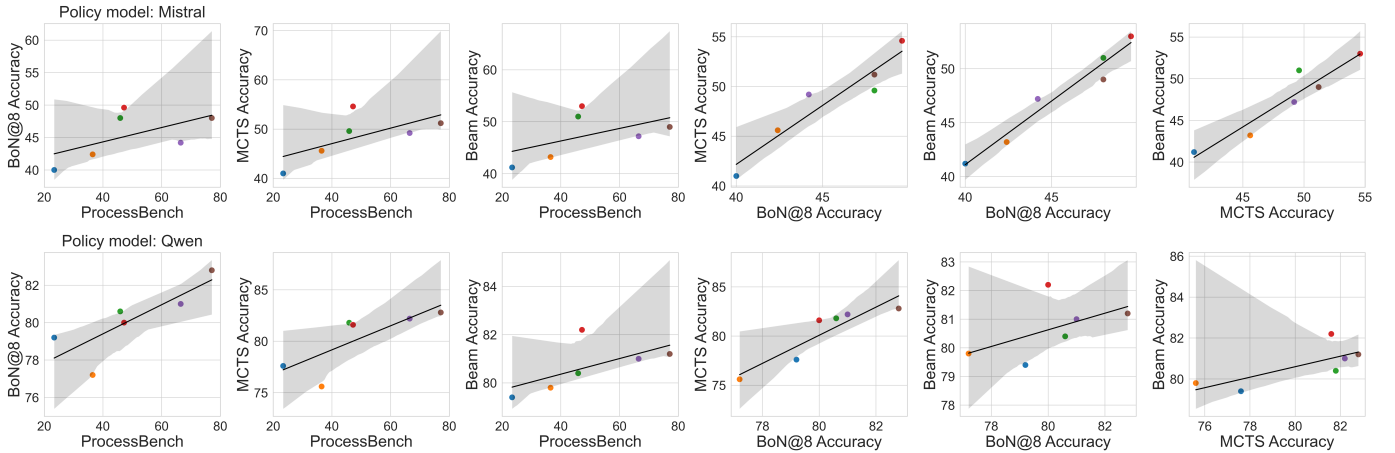 Policy model: Mistral
BoN@8 Accuracy
60
55
50
45
40
20 40 60 80
ProcessBench
MCTS Accuracy
70
60
50
40
20 40 60 80
ProcessBench
Beam Accuracy
60
50
40
20 40 60 80
ProcessBench
MCTS Accuracy
55
50
45
40
40 45
BoN@8 Accuracy
Beam Accuracy
50
45
40
40 45
BoN@8 Accuracy
Beam Accuracy
55
50
45
40
45 50 55
MCTS Accuracy
Policy model: Qwen
BoN@8 Accuracy
82
80
78
76
20 40 60 80
ProcessBench
MCTS Accuracy
85
80
75
20 40 60 80
ProcessBench
Beam Accuracy
84
82
80
20 40 60 80
ProcessBench
MCTS Accuracy
85
80
75
78 80 82
BoN@8 Accuracy
Beam Accuracy
83
82
81
80
79
78
78 80 82
BoN@8 Accuracy
Beam Accuracy
86
84
82
80
76 78 80 82
MCTS Accuracy